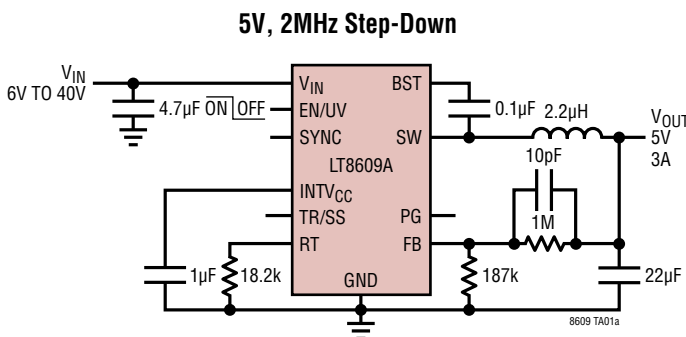 5V, 2MHz Step-Down
VIN
6V TO 40V
4.7µF
ON OFF
VIN
EN/UV
SYNC
LT8609A
INTVCC
TR/SS
RT
GND
BST
SW
PG
FB
0.1µF
2.2µH
VOUT
5V
3A
10pF
1M
1µF
18.2k
187k
22µF
8609 TA01a